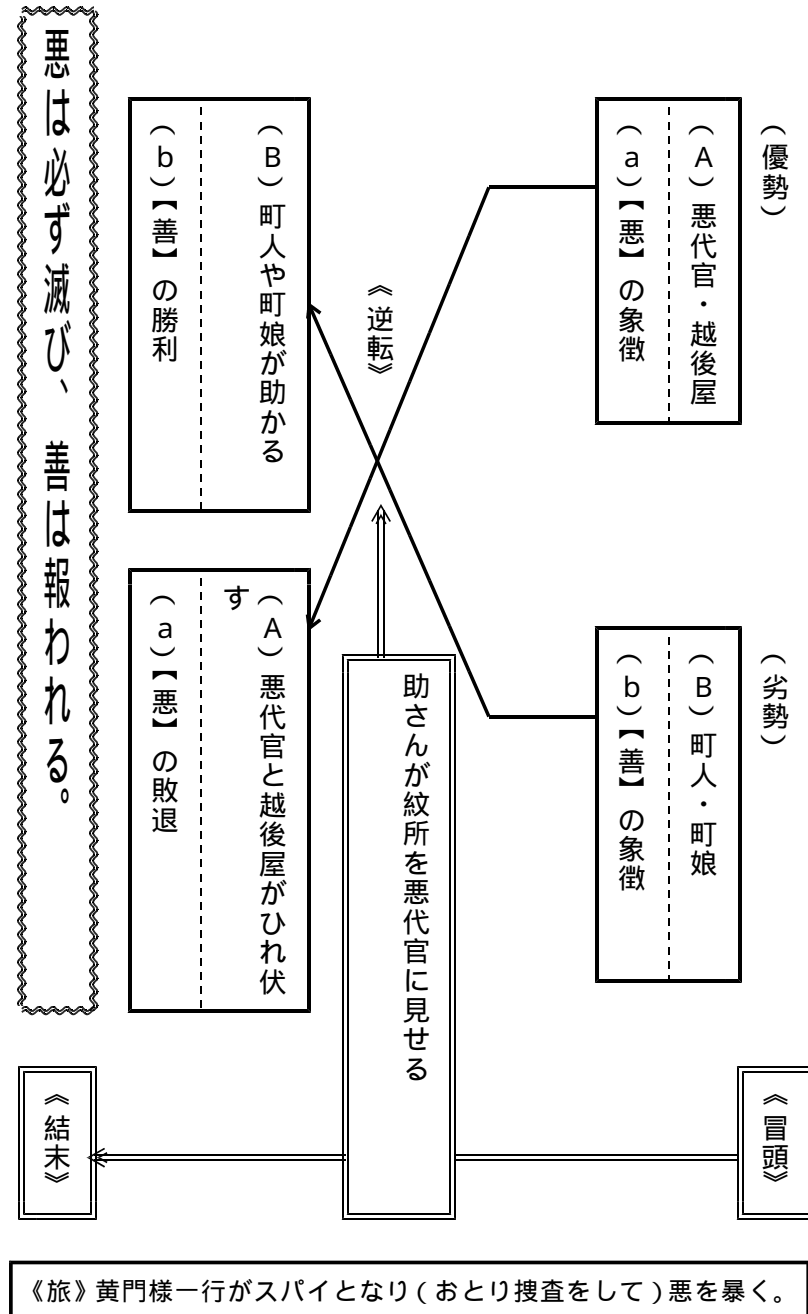 《冒頭》
(優勢)
(A)悪代官・越後屋
(a)【悪】の象徴
(劣勢)
(B)町人・町娘
(b)【善】の象徴
助さんが紋所を悪代官に見せる
《逆転》
(B)町人や町娘が助かる
(b)【善】の勝利
(A)悪代官と越後屋がひれ伏
す
(a)【悪】の敗退
《結末》
悪は必ず滅び、善は報われる。
《旅》黄門様一行がスパイとなり(おとり捜査をして)悪を暴く。